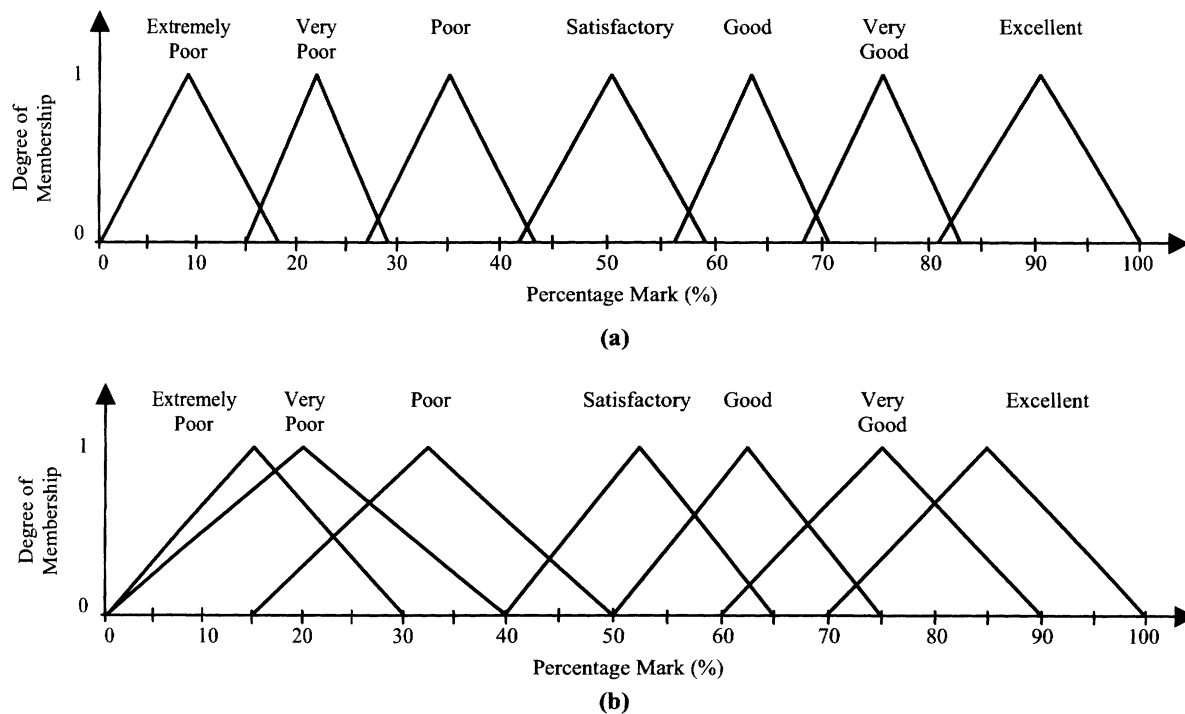 Extremely Very Poor Satisfactory Good Very Excellent
Poor Poor Good
1
Degree of
Membership
0
0 10 20 30 40 50 60 70 80 90 100
Percentage Mark (%)
(a)
Extremely Very Poor Satisfactory Good Very Excellent
Poor Poor Good
1
Degree of
Membership
0
0 10 20 30 40 50 60 70 80 90 100
Percentage Mark (%)
(b)